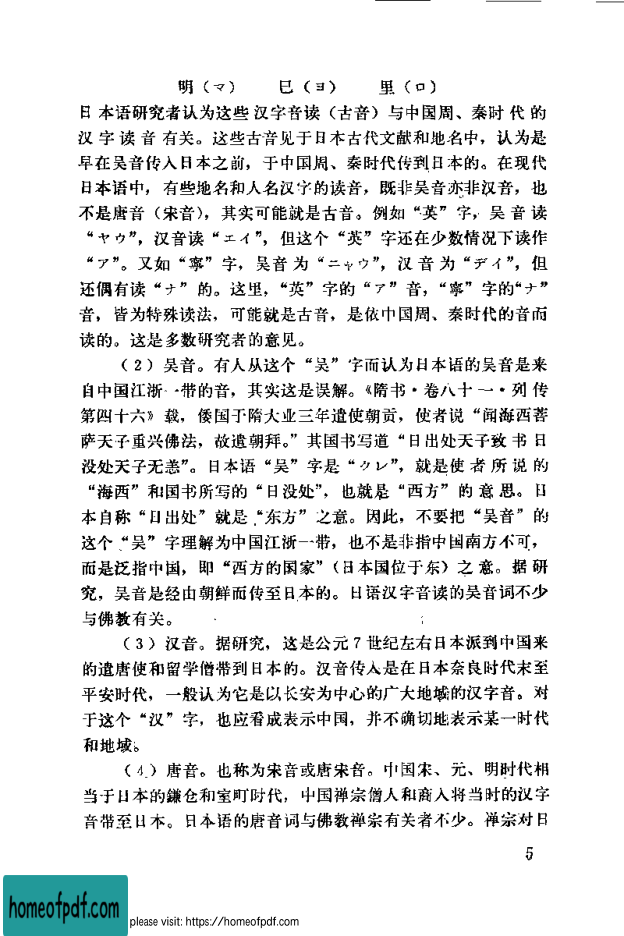 明（マ）　巳（ヨ）　里（ロ）
日本语研究者认为这些汉字音读（古音）与中国周、秦时代的
汉字读音有关。这些古音见于日本古代文献和地名中，认为是
早在吴音传入日本之前，于中国周、秦时代传到日本的。在现代
日本语中，有些地名和人名汉字的读音，既非吴音亦非汉音，也
不是唐音（宋音），其实可能就是古音。例如“英”字，吴音读
“ヤウ”，汉音读“エイ”，但这个“英”字还在少数情况下读作
“ア”。又如“寧”字，吴音为“ニャウ”，汉音为“デイ”，但
还偶有读“ナ”的。这里，“英”字的“ア”音，“寧”字的“ナ”
音，皆为特殊读法，可能就是古音，是依中国周、秦时代的音而
读的。这是多数研究者的意见。
（2）吴音。有人从这个“吴”字而认为日本语的吴音是来
自中国江浙一带的音，其实这是误解。《隋书·卷八十一·列传
第四十六》载，倭国于隋大业三年遣使朝贡，使者说“闻海西菩
萨天子重兴佛法，故遣朝拜。”其国书写道“日出处天子致书日
没处天子无恙”。日本语“吴”字是“クレ”，就是使者所说的
“海西”和国书所写的“日没处”，也就是“西方”的意思。日
本自称“日出处”就是“东方”之意。因此，不要把“吴音”的
这个“吴”字理解为中国江浙一带，也不是非指中国南方不可，
而是泛指中国，即“西方的国家”（日本国位于东）之意。据研
究，吴音是经由朝鲜而传至日本的。日语汉字音读的吴音词不少
与佛教有关。
（3）汉音。据研究，这是公元7世纪左右日本派到中国来
的遣唐使和留学僧带到日本的。汉音传入是在日本奈良时代末至
平安时代，一般认为它是以长安为中心的广大地域的汉字音。对
于这个“汉”字，也应看成表示中国，并不确切地表示某一时代
和地域。
（4）唐音。也称为宋音或唐宋音。中国宋、元、明时代相
当于日本的鎌仓和室町时代，中国禅宗僧人和商人将当时的汉字
音带至日本。日本语的唐音词与佛教禅宗有关者不少。禅宗对日
5
homeofpdf.com
please visit: https://homeofpdf.com